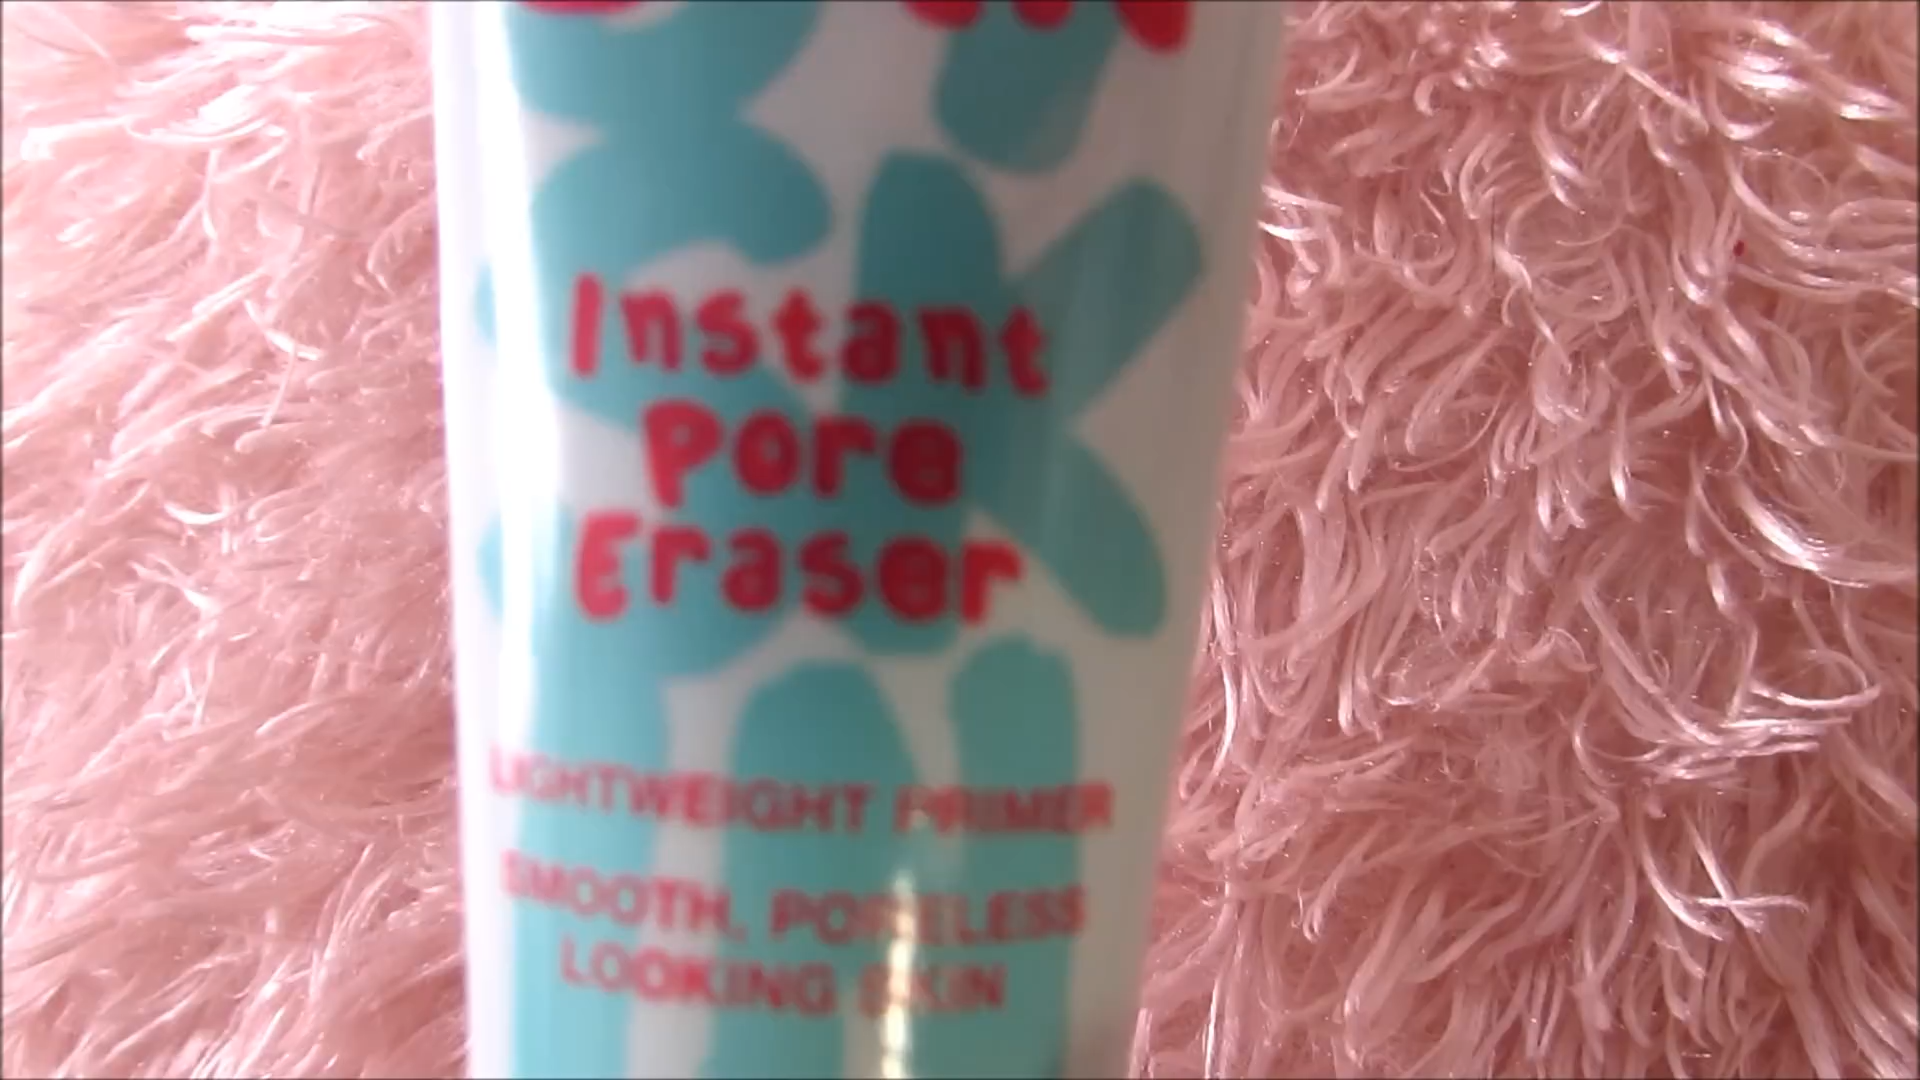 Instant
Pore
Eraser
LIGHTWEIGHT PRIMER
SMOOTH, PORELESS
LOOKING SKIN